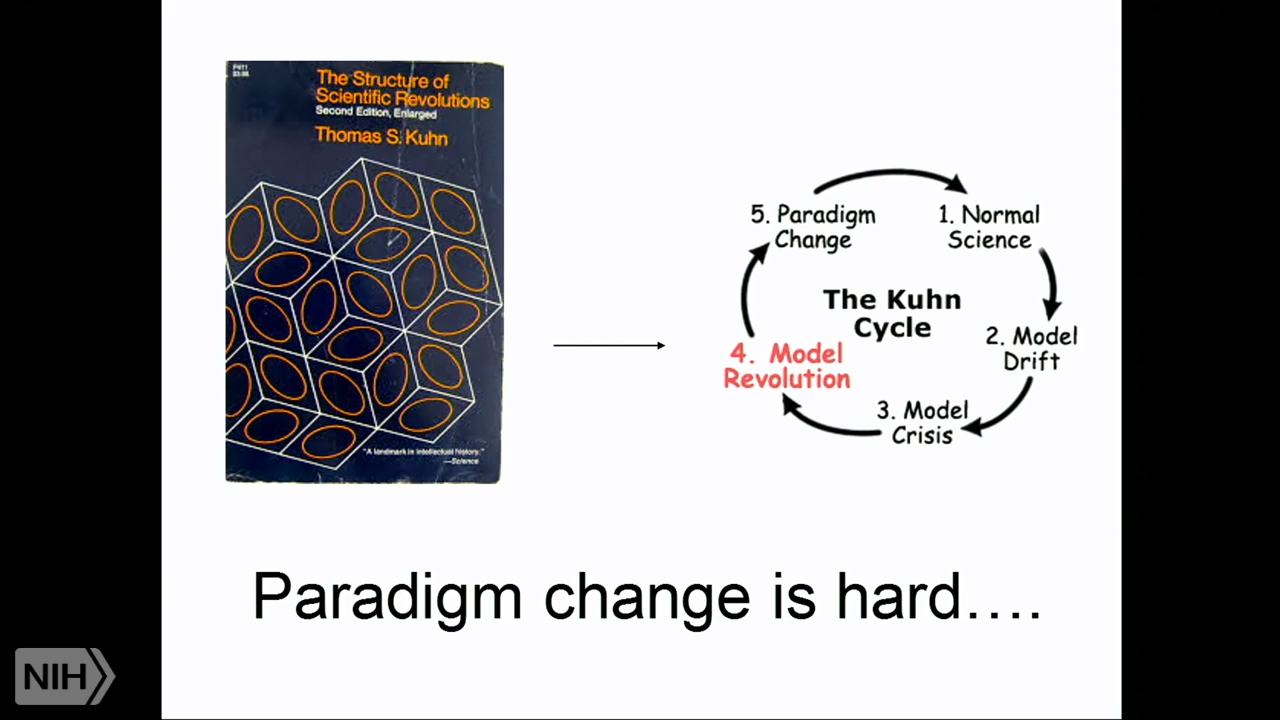 The Structure of
Scientific Revolutions
Second Edition, Enlarged
Thomas S. Kuhn
"A landmark in intellectual history."
—Science
5. Paradigm
Change
1. Normal
Science
The Kuhn
Cycle
2. Model
Drift
4. Model
Revolution
3. Model
Crisis
Paradigm change is hard….
NIH